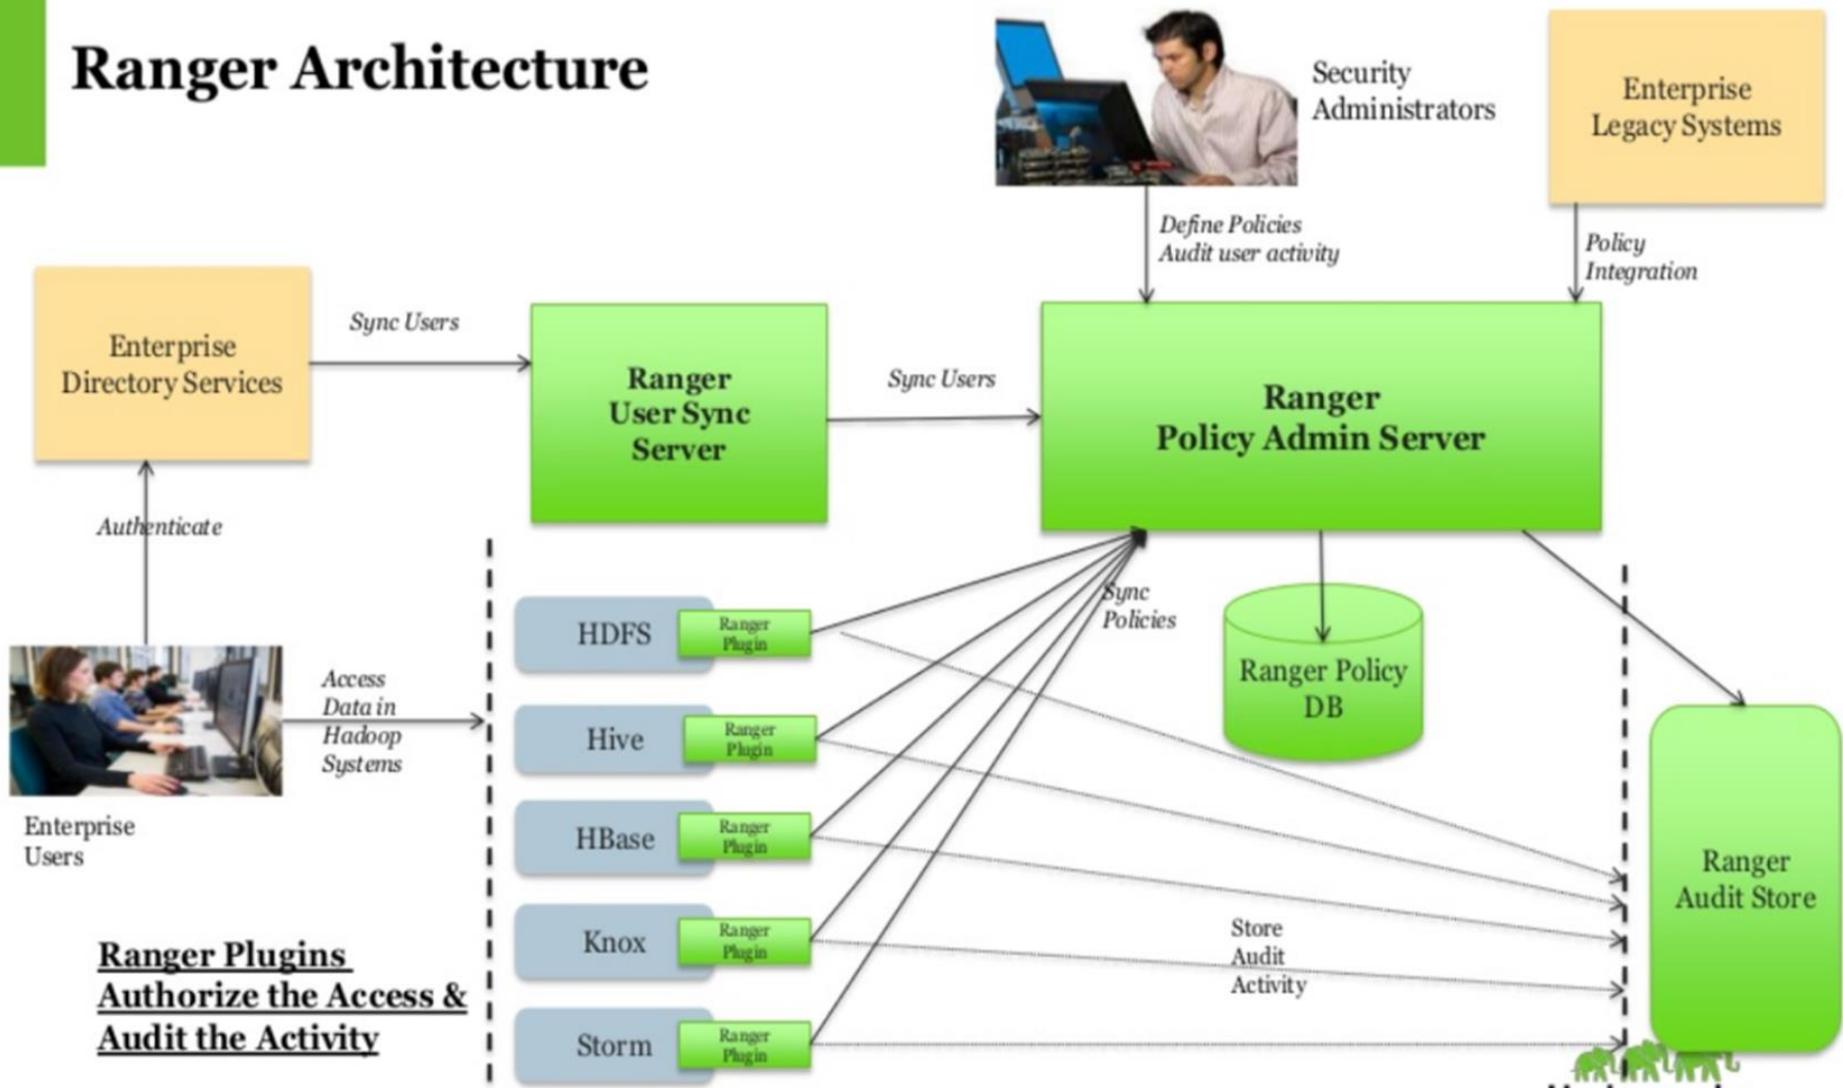 Ranger Architecture
Security
Administrators
Enterprise
Legacy Systems
Define Policies
Audit user activity
Policy
Integration
Enterprise
Directory Services
Sync Users
Ranger
User Sync
Server
Sync Users
Ranger
Policy Admin Server
Authenticate
Access
Data in
Hadoop
Systems
Enterprise
Users
HDFS
Ranger
Plugin
Hive
Ranger
Plugin
HBase
Ranger
Plugin
Knox
Ranger
Plugin
Storm
Ranger
Plugin
Sync
Policies
Ranger Policy
DB
Store
Audit
Activity
Ranger
Audit Store
Ranger Plugins
Authorize the Access &
Audit the Activity